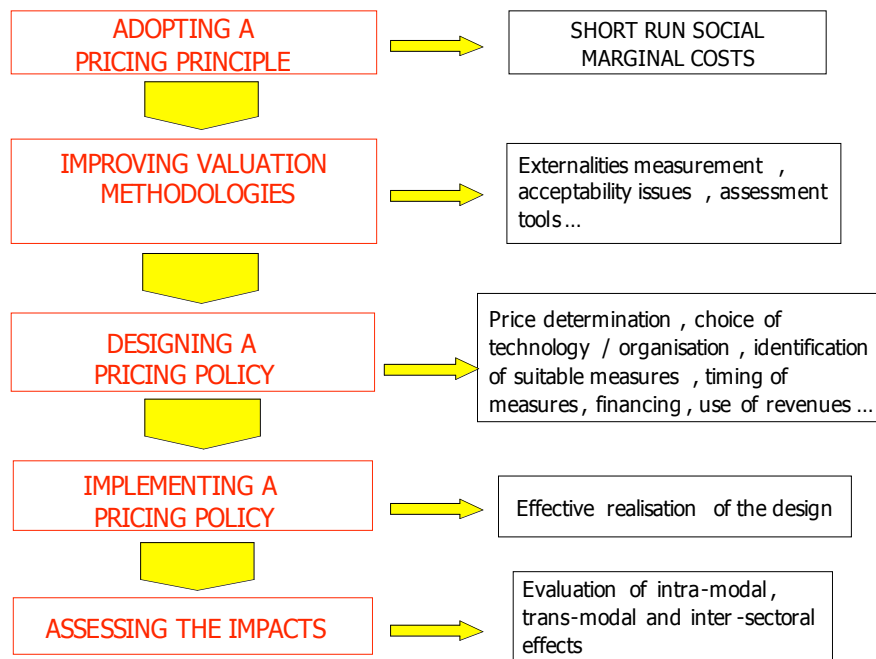 ADOPTING A
PRICING PRINCIPLE
SHORT RUN SOCIAL
MARGINAL COSTS
IMPROVING VALUATION
METHODOLOGIES
Externalities measurement ,
acceptability issues , assessment
tools …
DESIGNING A
PRICING POLICY
Price determination , choice of
technology / organisation , identification
of suitable measures , timing of
measures , financing , use of revenues …
IMPLEMENTING A
PRICING POLICY
Effective realisation of the design
ASSESSING THE IMPACTS
Evaluation of intra-modal ,
trans-modal and inter -sectoral
effects